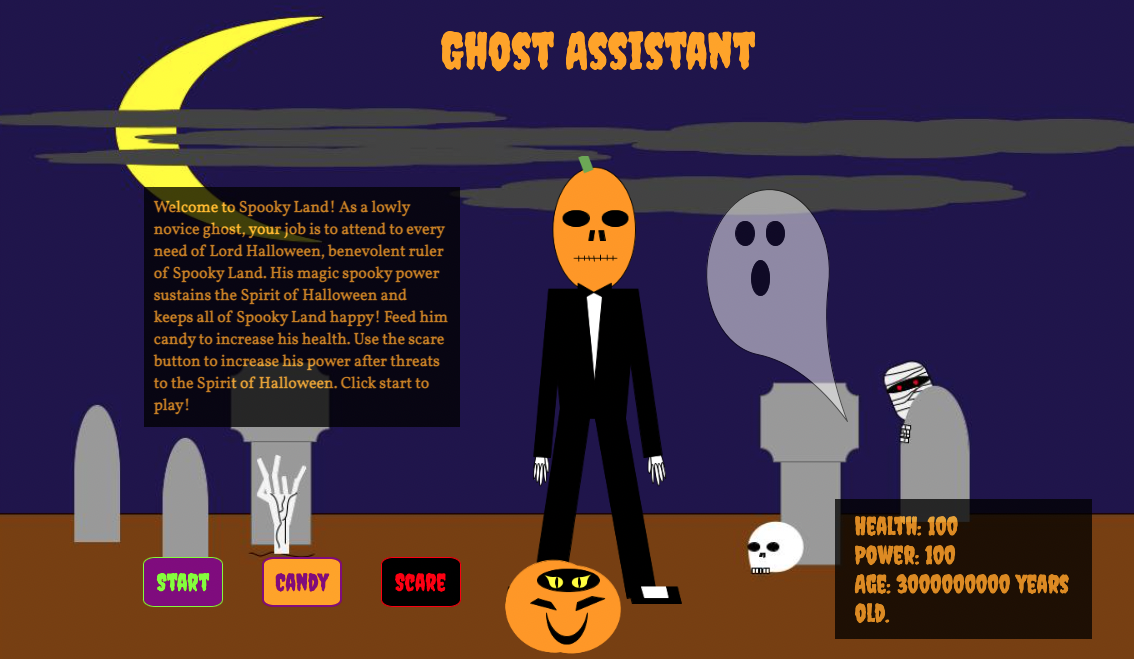 GHOST ASSISTANT
Welcome to Spooky Land! As a lowly
novice ghost, your job is to attend to every
need of Lord Halloween, benevolent ruler
of Spooky Land. His magic spooky power
sustains the Spirit of Halloween and
keeps all of Spooky Land happy! Feed him
candy to increase his health. Use the scare
button to increase his power after threats
to the Spirit of Halloween. Click start to
play!
START
CANDY
SCARE
HEALTH: 100
POWER: 100
AGE: 3000000000 YEARS
OLD.